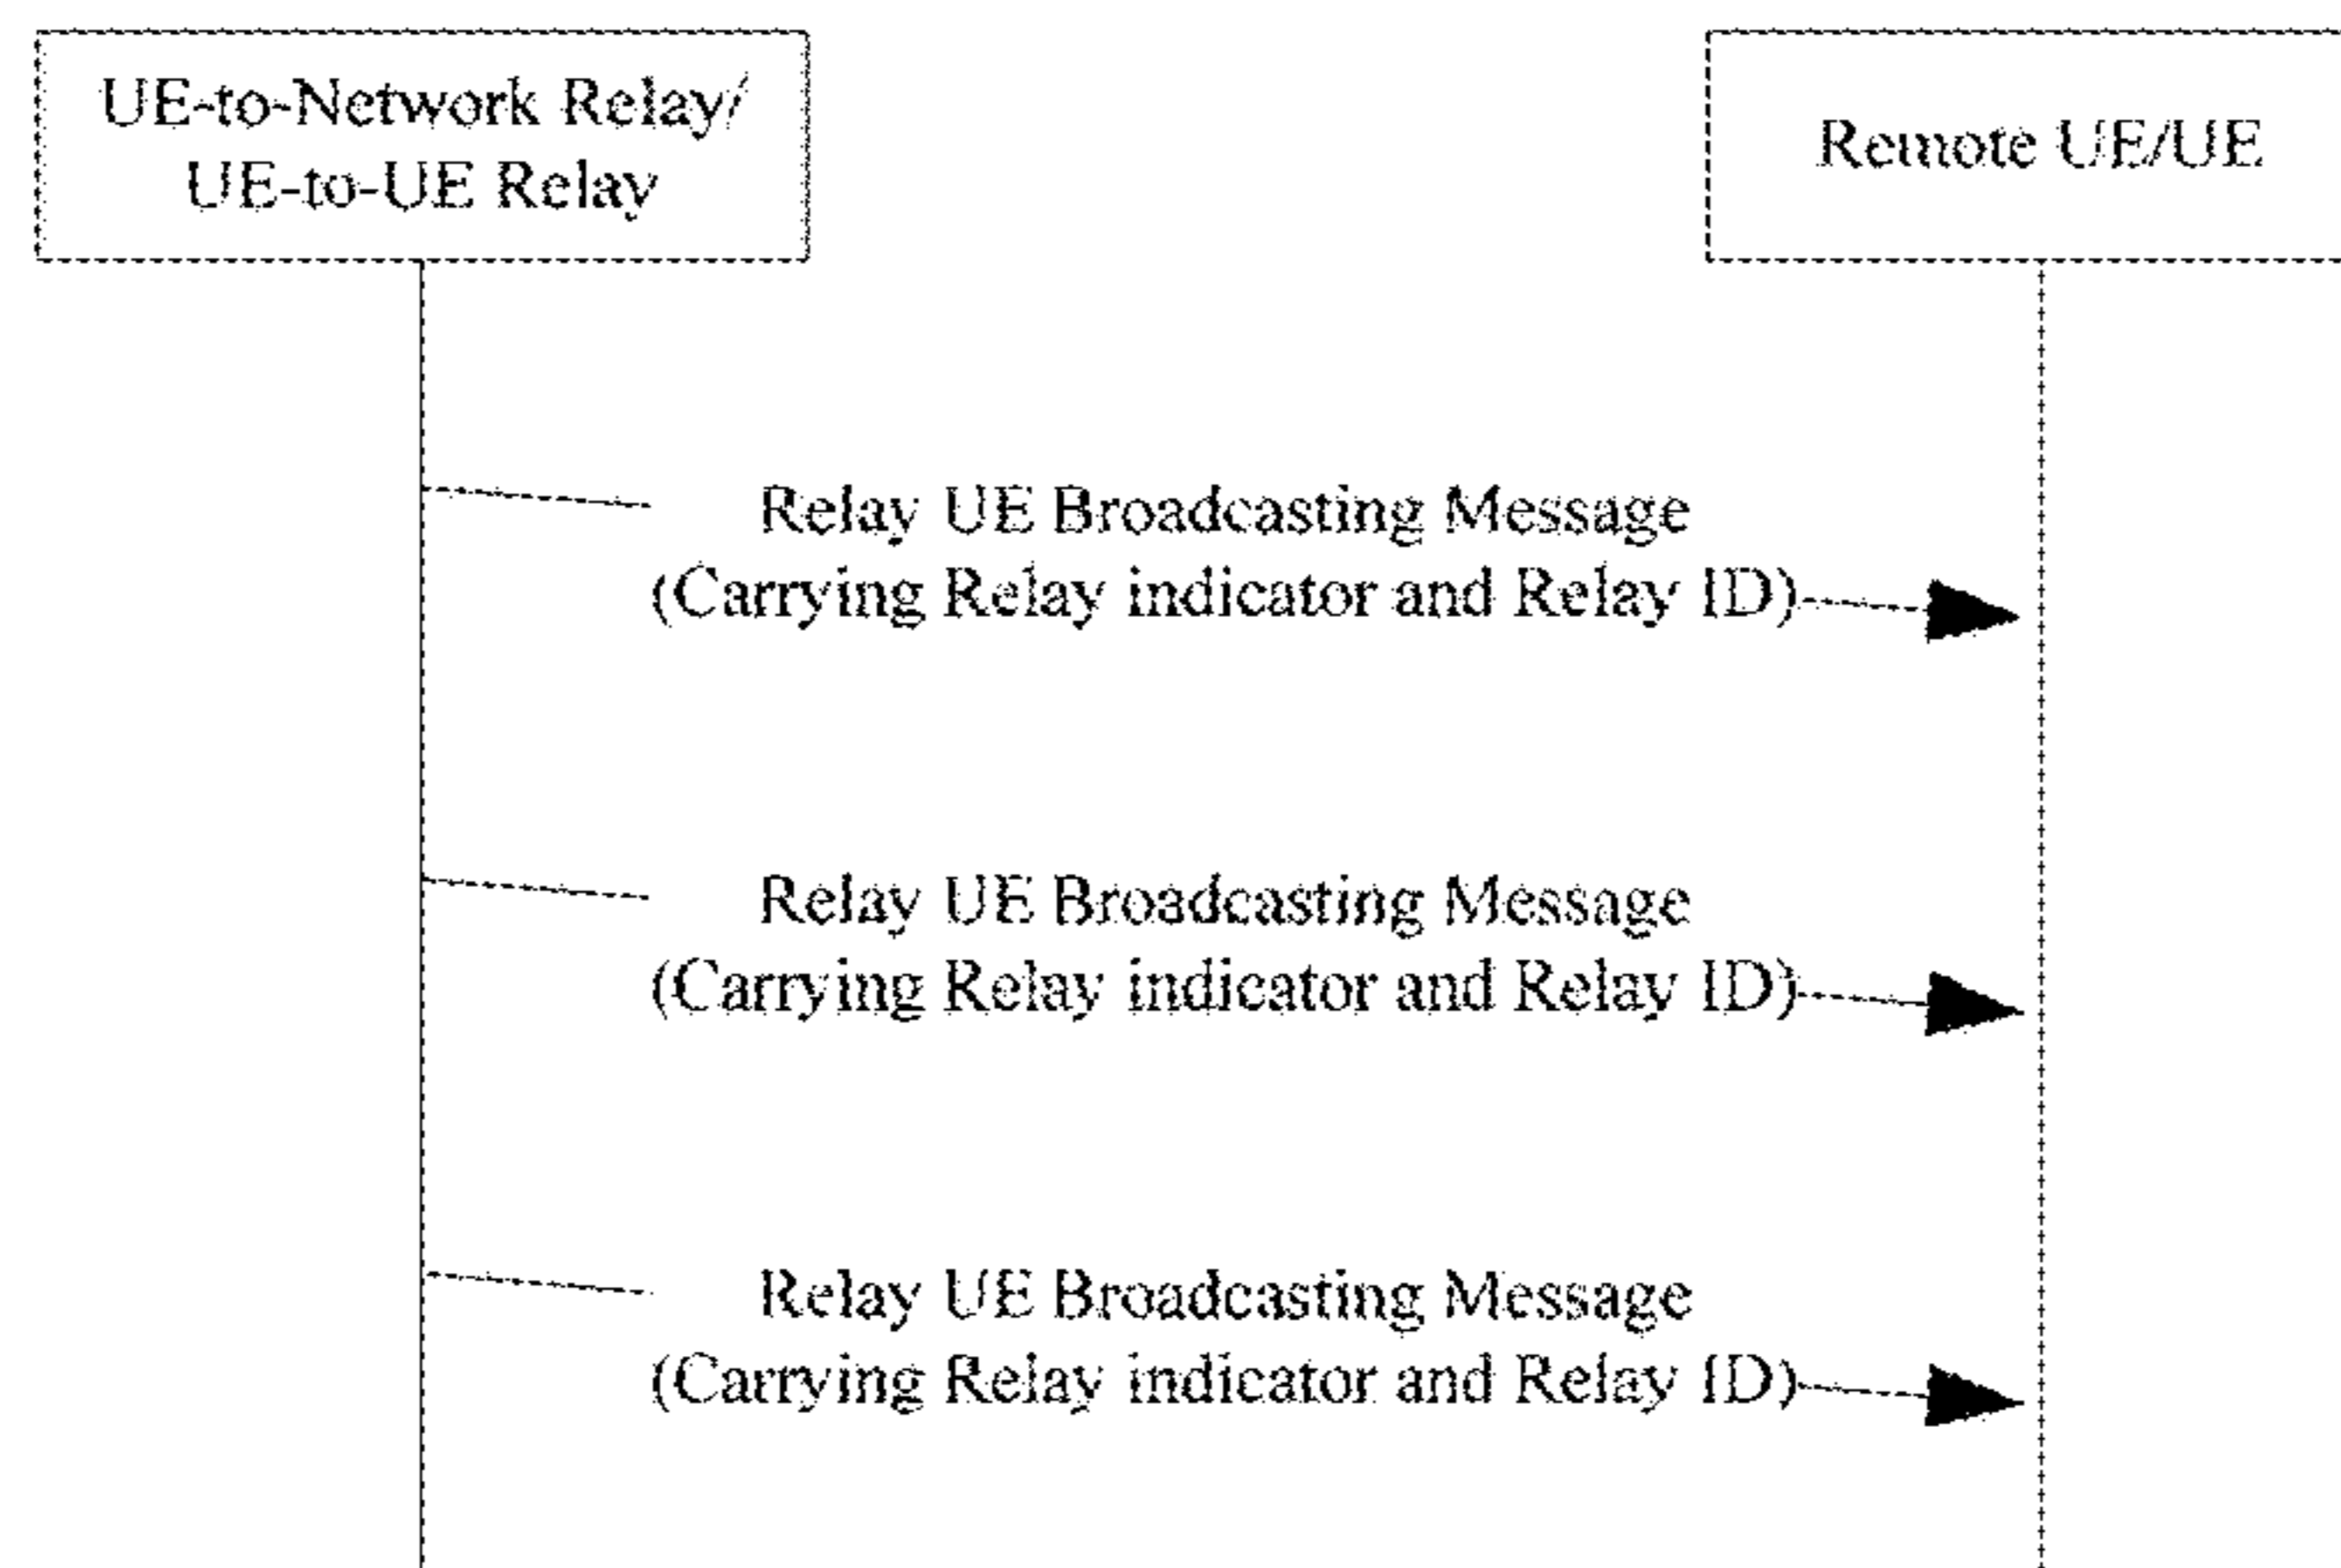 UE-to-Network Relay/
UE-to-UE Relay
Remote UE/UE
Relay UE Broadcasting Message
(Carrying Relay indicator and Relay ID)
Relay UE Broadcasting Message
(Carrying Relay indicator and Relay ID)
Relay UE Broadcasting Message
(Carrying Relay indicator and Relay ID)